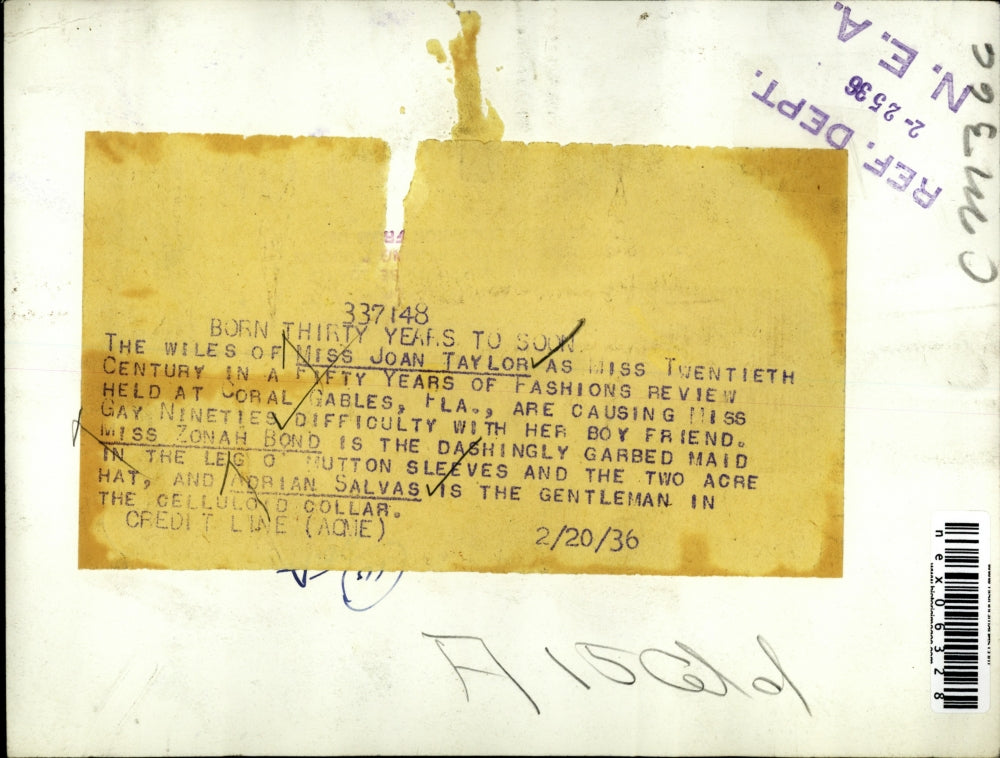 337148
BORN THIRTY YEARS TO SOON
THE WILES OF MISS JOAN TAYLOR AS MISS TWENTIETH
CENTURY IN A FIFTY YEARS OF FASHIONS REVIEW
HELD AT CORAL GABLES, FLA., ARE CAUSING MISS
GAY NINETIES DIFFICULTY WITH HER BOY FRIEND.
MISS ZONAH BOND IS THE DASHINGLY GARBED MAID
IN THE LEG O' MUTTON SLEEVES AND THE TWO ACRE
HAT, AND ADRIAN SALVAS IS THE GENTLEMAN IN
THE CELLULOID COLLAR.
CREDIT LINE (ACME) 2/20/36
N. E. A.
2-25 36
REF. DEPT.
nex06328